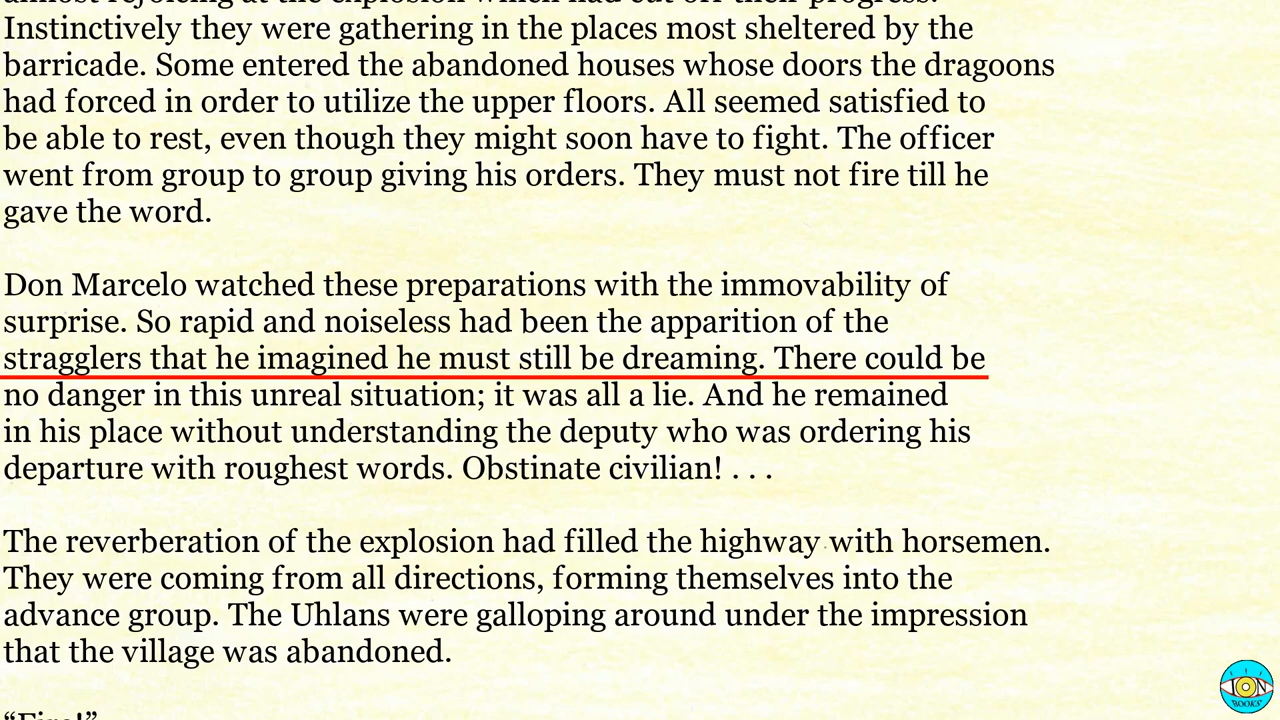 Instinctively they were gathering in the places most sheltered by the
barricade. Some entered the abandoned houses whose doors the dragoons
had forced in order to utilize the upper floors. All seemed satisfied to
be able to rest, even though they might soon have to fight. The officer
went from group to group giving his orders. They must not fire till he
gave the word.
Don Marcelo watched these preparations with the immovability of
surprise. So rapid and noiseless had been the apparition of the
stragglers that he imagined he must still be dreaming. There could be
no danger in this unreal situation; it was all a lie. And he remained
in his place without understanding the deputy who was ordering his
departure with roughest words. Obstinate civilian! . . .
The reverberation of the explosion had filled the highway with horsemen.
They were coming from all directions, forming themselves into the
advance group. The Uhlans were galloping around under the impression
that the village was abandoned.
“Fire!”
ION
BOOKS